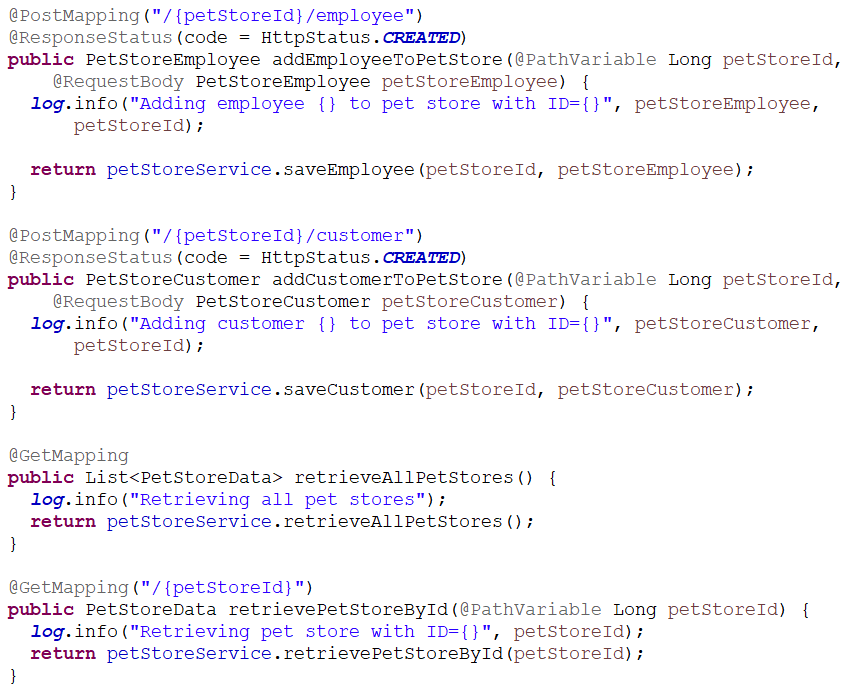 @PostMapping("/{petStoreId}/employee")
@ResponseStatus(code = HttpStatus.CREATED)
public PetStoreEmployee addEmployeeToPetStore(@PathVariable Long petStoreId,
    @RequestBody PetStoreEmployee petStoreEmployee) {
  log.info("Adding employee {} to pet store with ID={}", petStoreEmployee,
      petStoreId);

  return petStoreService.saveEmployee(petStoreId, petStoreEmployee);
}

@PostMapping("/{petStoreId}/customer")
@ResponseStatus(code = HttpStatus.CREATED)
public PetStoreCustomer addCustomerToPetStore(@PathVariable Long petStoreId,
    @RequestBody PetStoreCustomer petStoreCustomer) {
  log.info("Adding customer {} to pet store with ID={}", petStoreCustomer,
      petStoreId);

  return petStoreService.saveCustomer(petStoreId, petStoreCustomer);
}

@GetMapping
public List<PetStoreData> retrieveAllPetStores() {
  log.info("Retrieving all pet stores");
  return petStoreService.retrieveAllPetStores();
}

@GetMapping("/{petStoreId}")
public PetStoreData retrievePetStoreById(@PathVariable Long petStoreId) {
  log.info("Retrieving pet store with ID={}", petStoreId);
  return petStoreService.retrievePetStoreById(petStoreId);
}